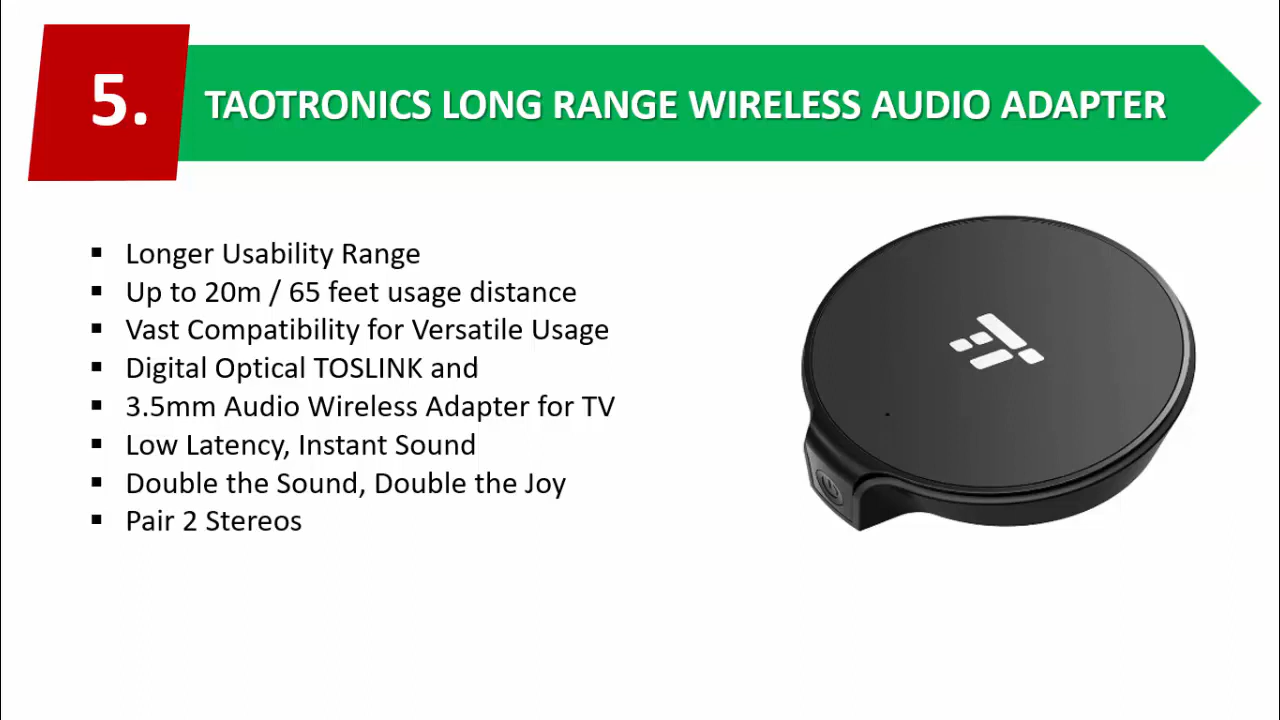 5.
TAOTRONICS LONG RANGE WIRELESS AUDIO ADAPTER
▪ Longer Usability Range
▪ Up to 20m / 65 feet usage distance
▪ Vast Compatibility for Versatile Usage
▪ Digital Optical TOSLINK and
▪ 3.5mm Audio Wireless Adapter for TV
▪ Low Latency, Instant Sound
▪ Double the Sound, Double the Joy
▪ Pair 2 Stereos